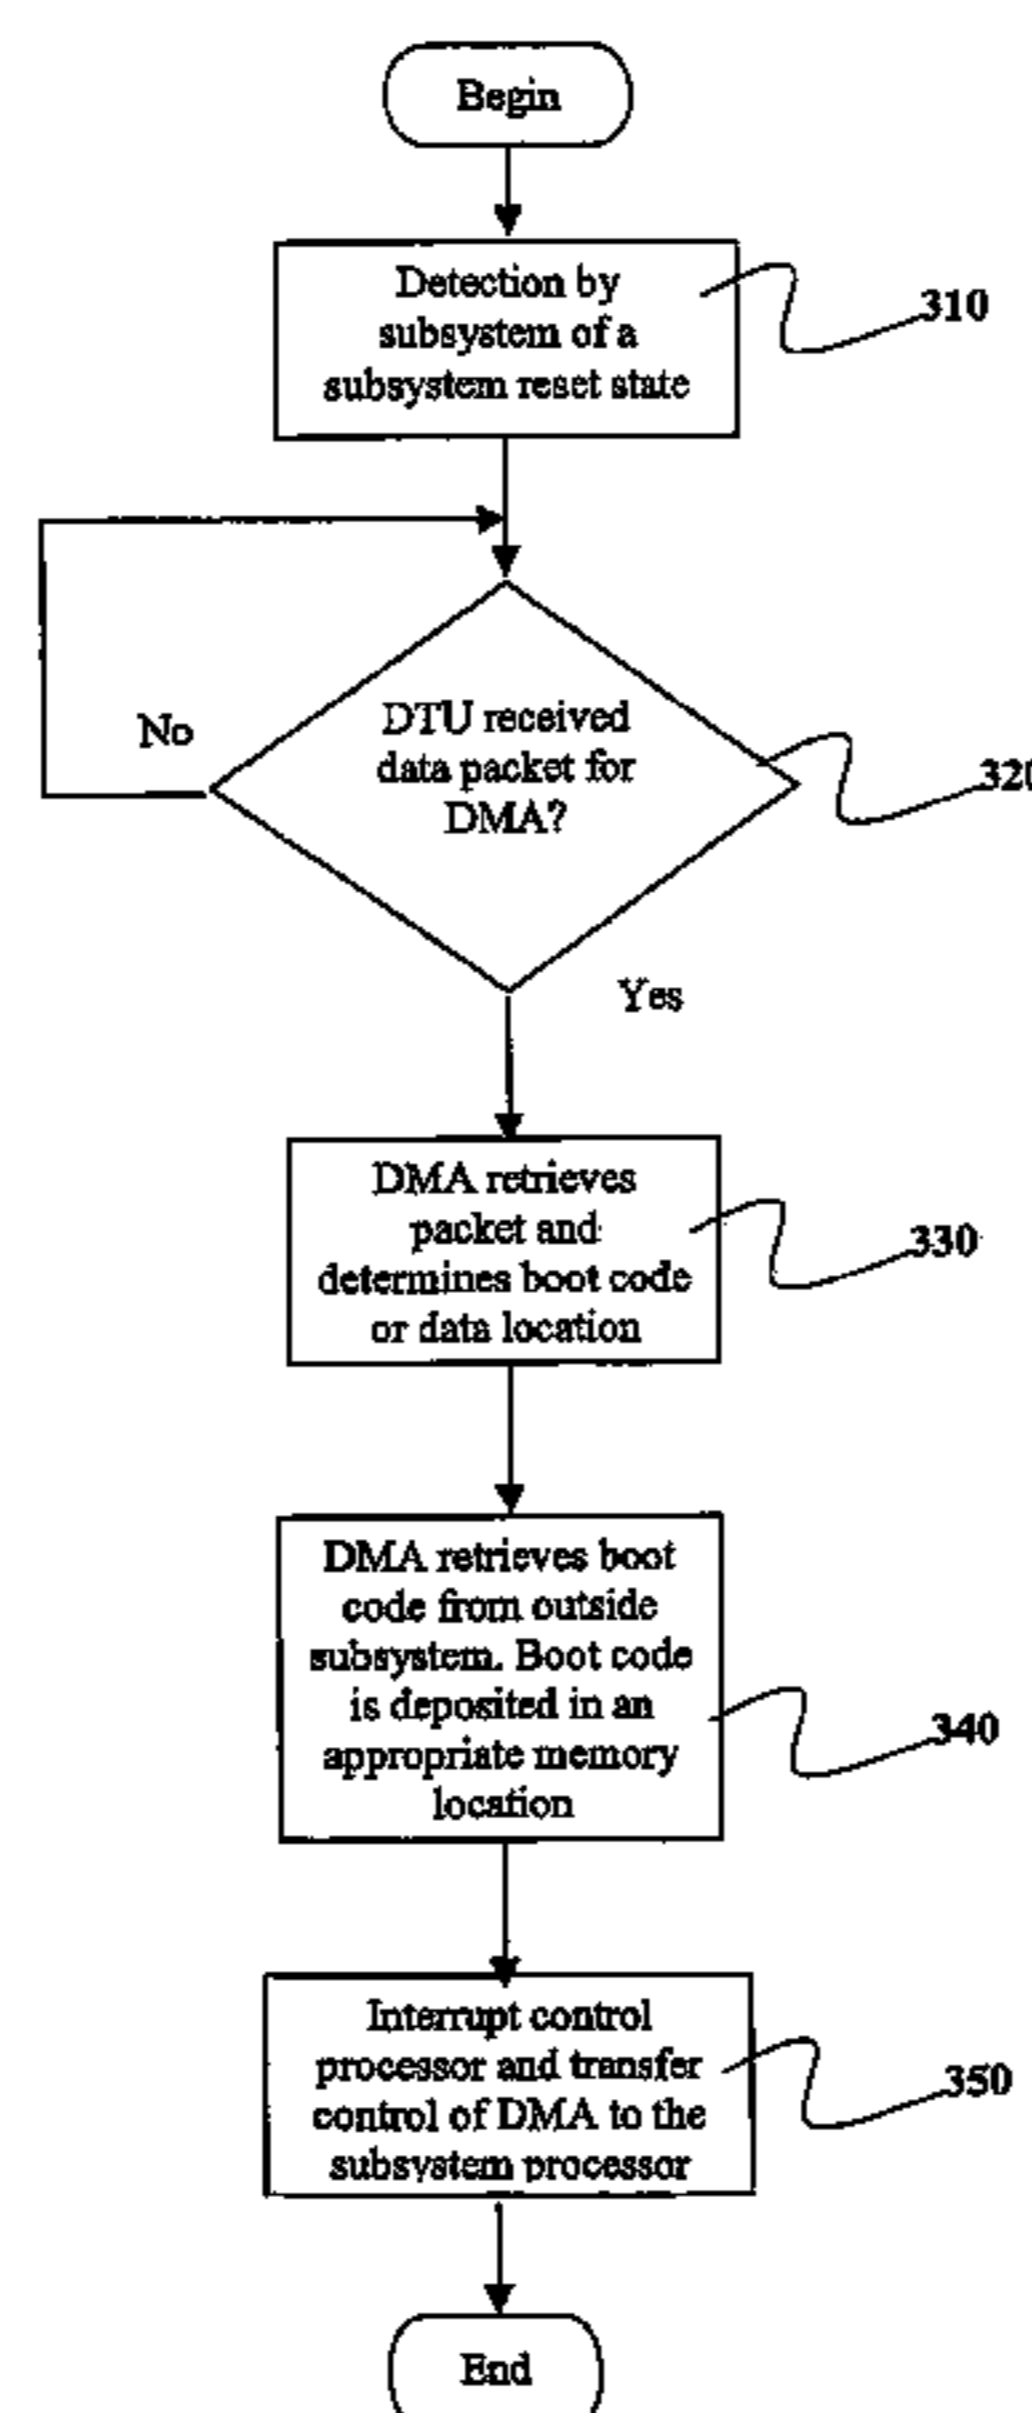 Begin
Detection by
subsystem of a
subsystem reset state
310
No
DTU received
data packet for
DMA?
320
Yes
DMA retrieves
packet and
determines boot code
or data location
330
DMA retrieves boot
code from outside
subsystem. Boot code
is deposited in an
appropriate memory
location
340
Interrupt control
processor and transfer
control of DMA to the
subsystem processor
350
End